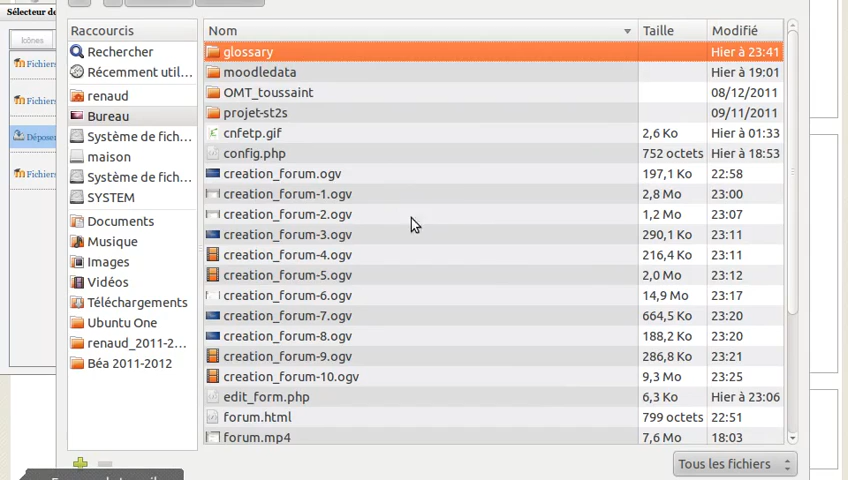 Sélecteur de
Icônes
Fichiers
Fichiers
Déposer
Fichiers
Raccourcis
Rechercher
Récemment util...
renaud
Bureau
Système de fich...
maison
Système de fich...
SYSTEM
Documents
Musique
Images
Vidéos
Téléchargements
Ubuntu One
renaud_2011-2...
Béa 2011-2012
Nom Taille Modifié
glossary Hier à 23:41
moodledata Hier à 19:01
OMT_toussaint 08/12/2011
projet-st2s 09/11/2011
cnfetp.gif 2,6 Ko Hier à 01:33
config.php 752 octets Hier à 18:53
creation_forum.ogv 197,1 Ko 22:58
creation_forum-1.ogv 2,8 Mo 23:00
creation_forum-2.ogv 1,2 Mo 23:07
creation_forum-3.ogv 290,1 Ko 23:11
creation_forum-4.ogv 216,4 Ko 23:11
creation_forum-5.ogv 2,0 Mo 23:12
creation_forum-6.ogv 14,9 Mo 23:17
creation_forum-7.ogv 664,5 Ko 23:20
creation_forum-8.ogv 188,2 Ko 23:20
creation_forum-9.ogv 286,8 Ko 23:21
creation_forum-10.ogv 9,3 Mo 23:25
edit_form.php 6,3 Ko Hier à 23:06
forum.html 799 octets 22:51
forum.mp4 7,6 Mo 18:03
Tous les fichiers